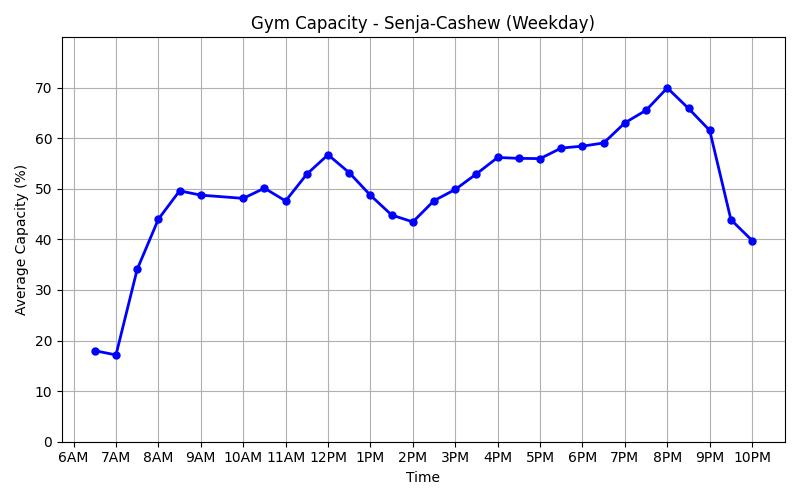 Gym Capacity - Senja-Cashew (Weekday)
Average Capacity (%)
70
60
50
40
30
20
10
0
6AM 7AM 8AM 9AM 10AM 11AM 12PM 1PM 2PM 3PM 4PM 5PM 6PM 7PM 8PM 9PM 10PM
Time